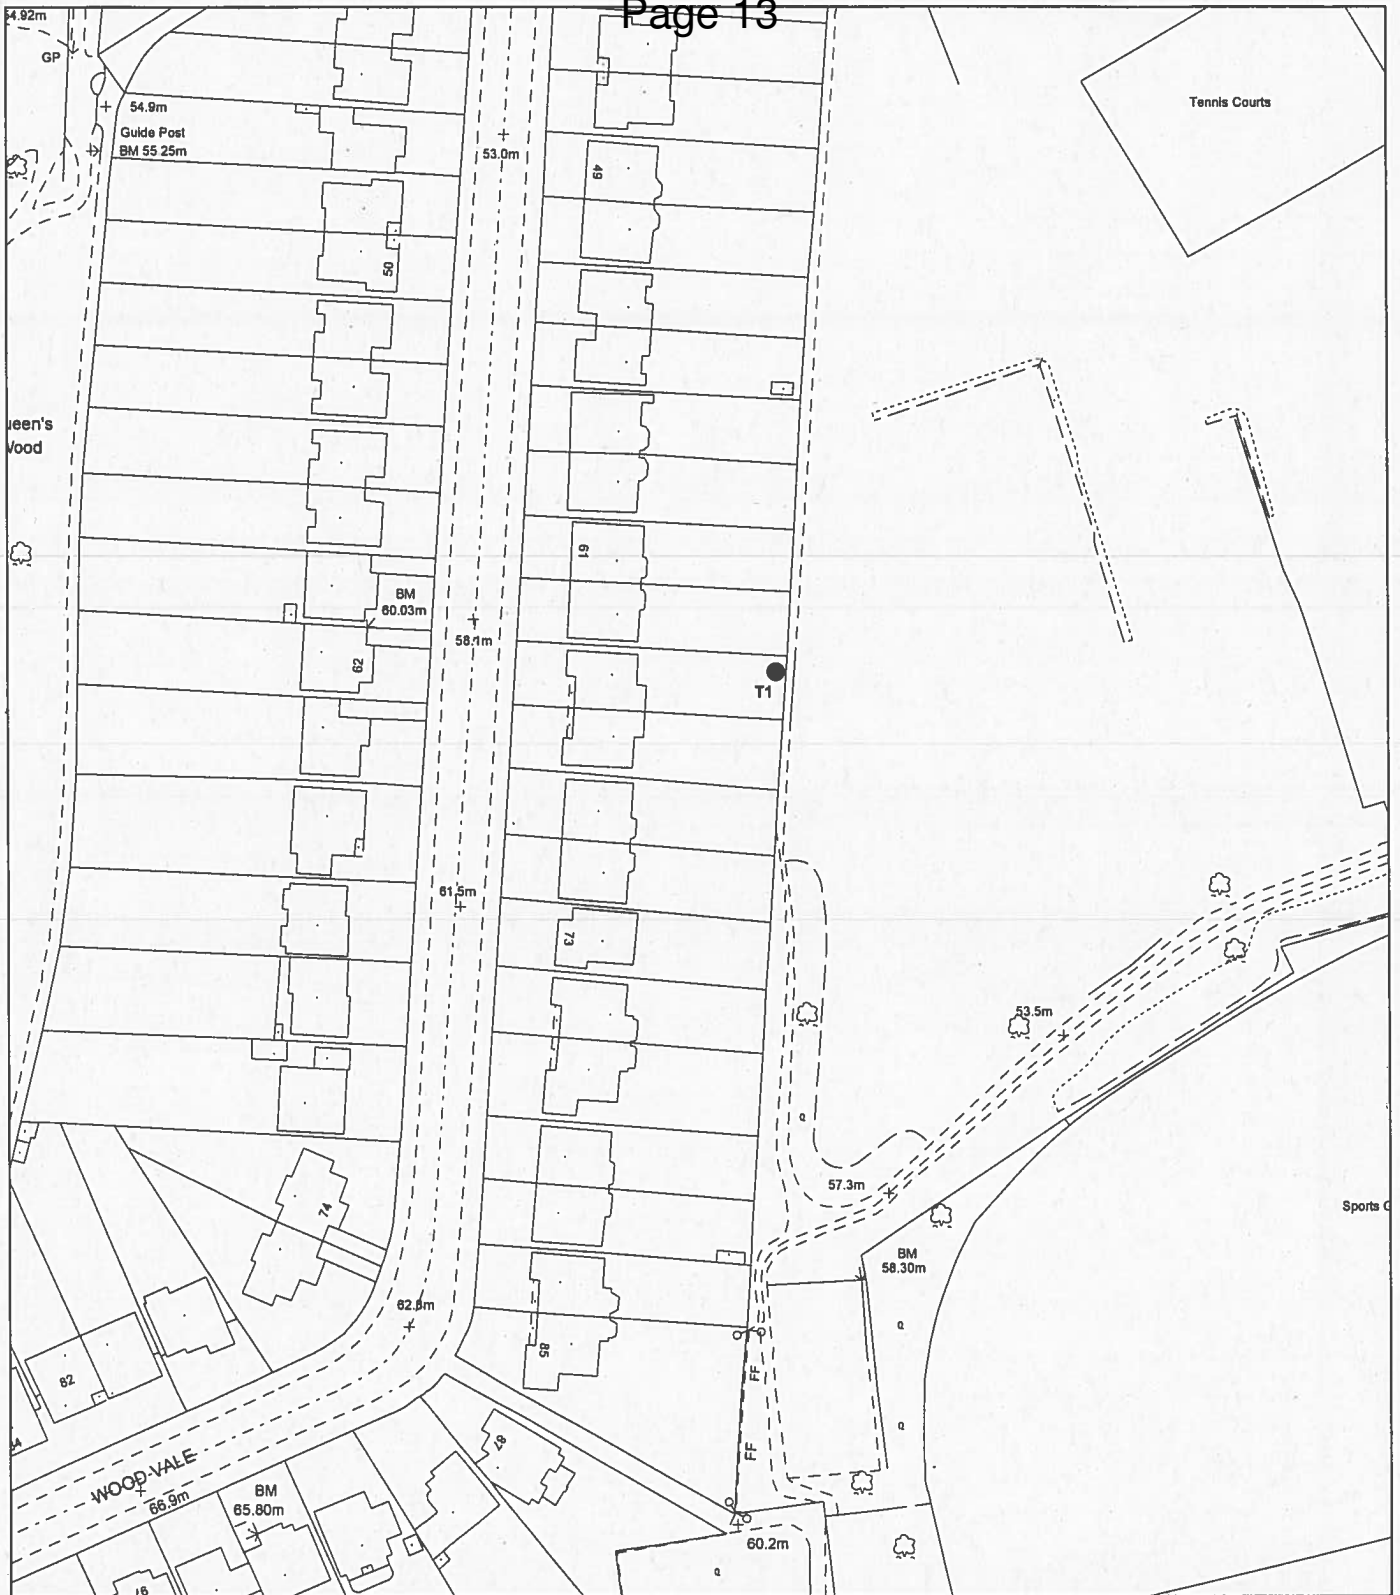 Page 13
54.92m
GP
54.9m
Guide Post
BM 55 25m
Tennis Courts
53.0m
49
50
ueen's
Wood
61
BM
60.03m
58.1m
62
T1
61.5m
73
53.5m
57.3m
74
Sports
BM
58.30m
62.8m
85
82
FF
FF
87
WOOD VALE
66.9m
BM
65.80m
60.2m